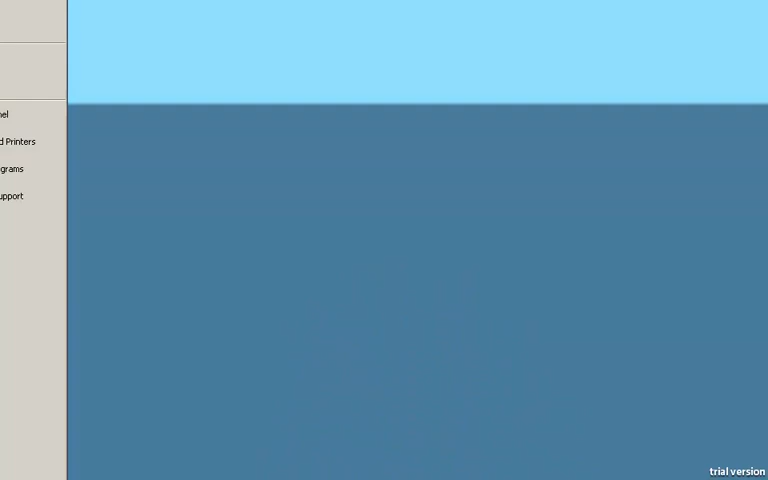 nel
d Printers
grams
upport
trial version